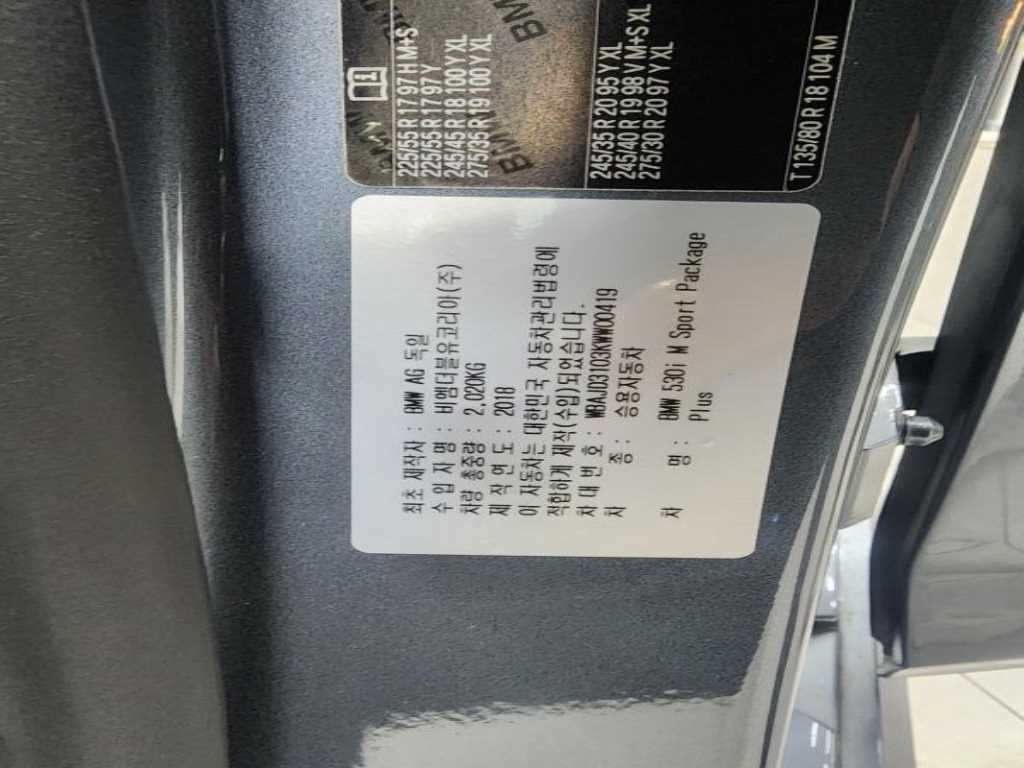 225/55 R 17 97 H M+S
225/55 R 17 97 Y
245/45 R 18 100 Y XL
275/35 R 19 100 Y XL
245/35 R 20 95 Y XL
245/40 R 19 98 V M+S XL
275/30 R 20 97 Y XL
T 135/80 R 18 104 M
최초 제작자 : BMW AG 독일
수 입 자 명 : 비엠더블유코리아(주)
차량 총중량 : 2,020KG
제 작 연 도 : 2018
이 자동차는 대한민국 자동차관리법령에
적합하게 제작(수입)되었습니다.
차 대 번 호 : WBAJD3103KWW00419
차 종 : 승용자동차
차 명 : BMW 530i M Sport Package
Plus